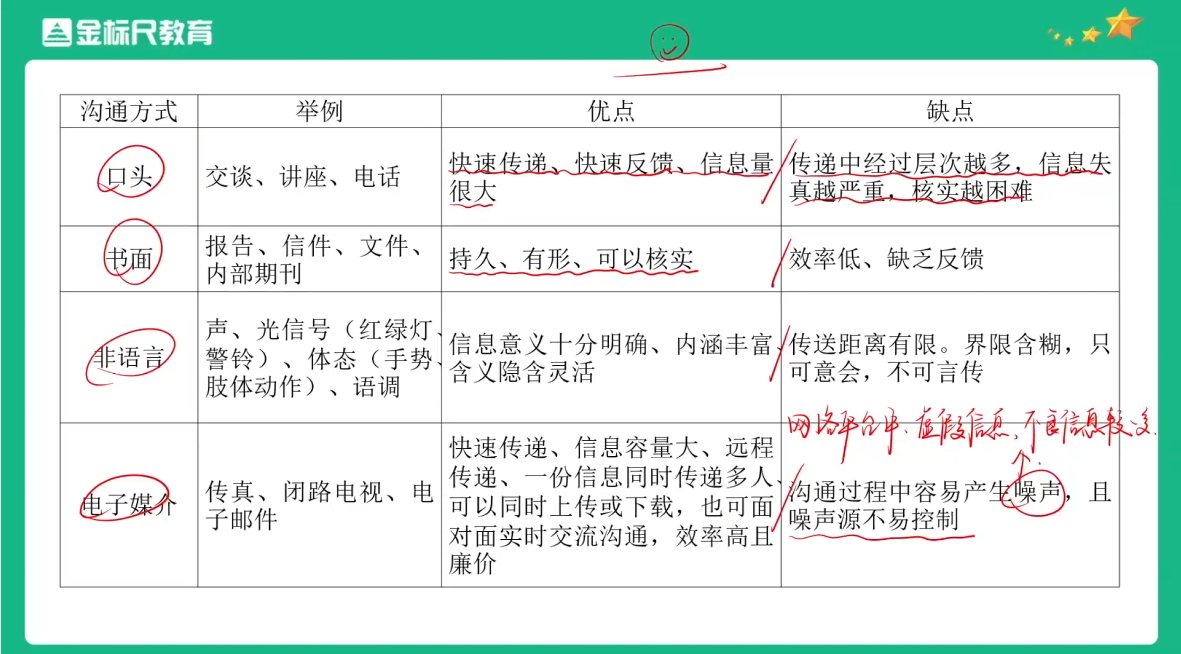 金标尺教育
沟通方式
举例
优点
缺点
口头
交谈、讲座、电话
快速传递、快速反馈、信息量
很大
传递中经过层次越多，信息失
真越严重，核实越困难
书面
报告、信件、文件、
内部期刊
持久、有形、可以核实
效率低、缺乏反馈
非语言
声、光信号（红绿灯、
警铃）、体态（手势、
肢体动作）、语调
信息意义十分明确、内涵丰富、
含义隐含灵活
传送距离有限。界限含糊，只
可意会，不可言传
网络平台中、虚假信息、不良信息较多.
电子媒介
传真、闭路电视、电
子邮件
快速传递、信息容量大、远程
传递、一份信息同时传递多人、
可以同时上传或下载，也可面
对面实时交流沟通，效率高且
廉价
沟通过程中容易产生噪声，且
噪声源不易控制